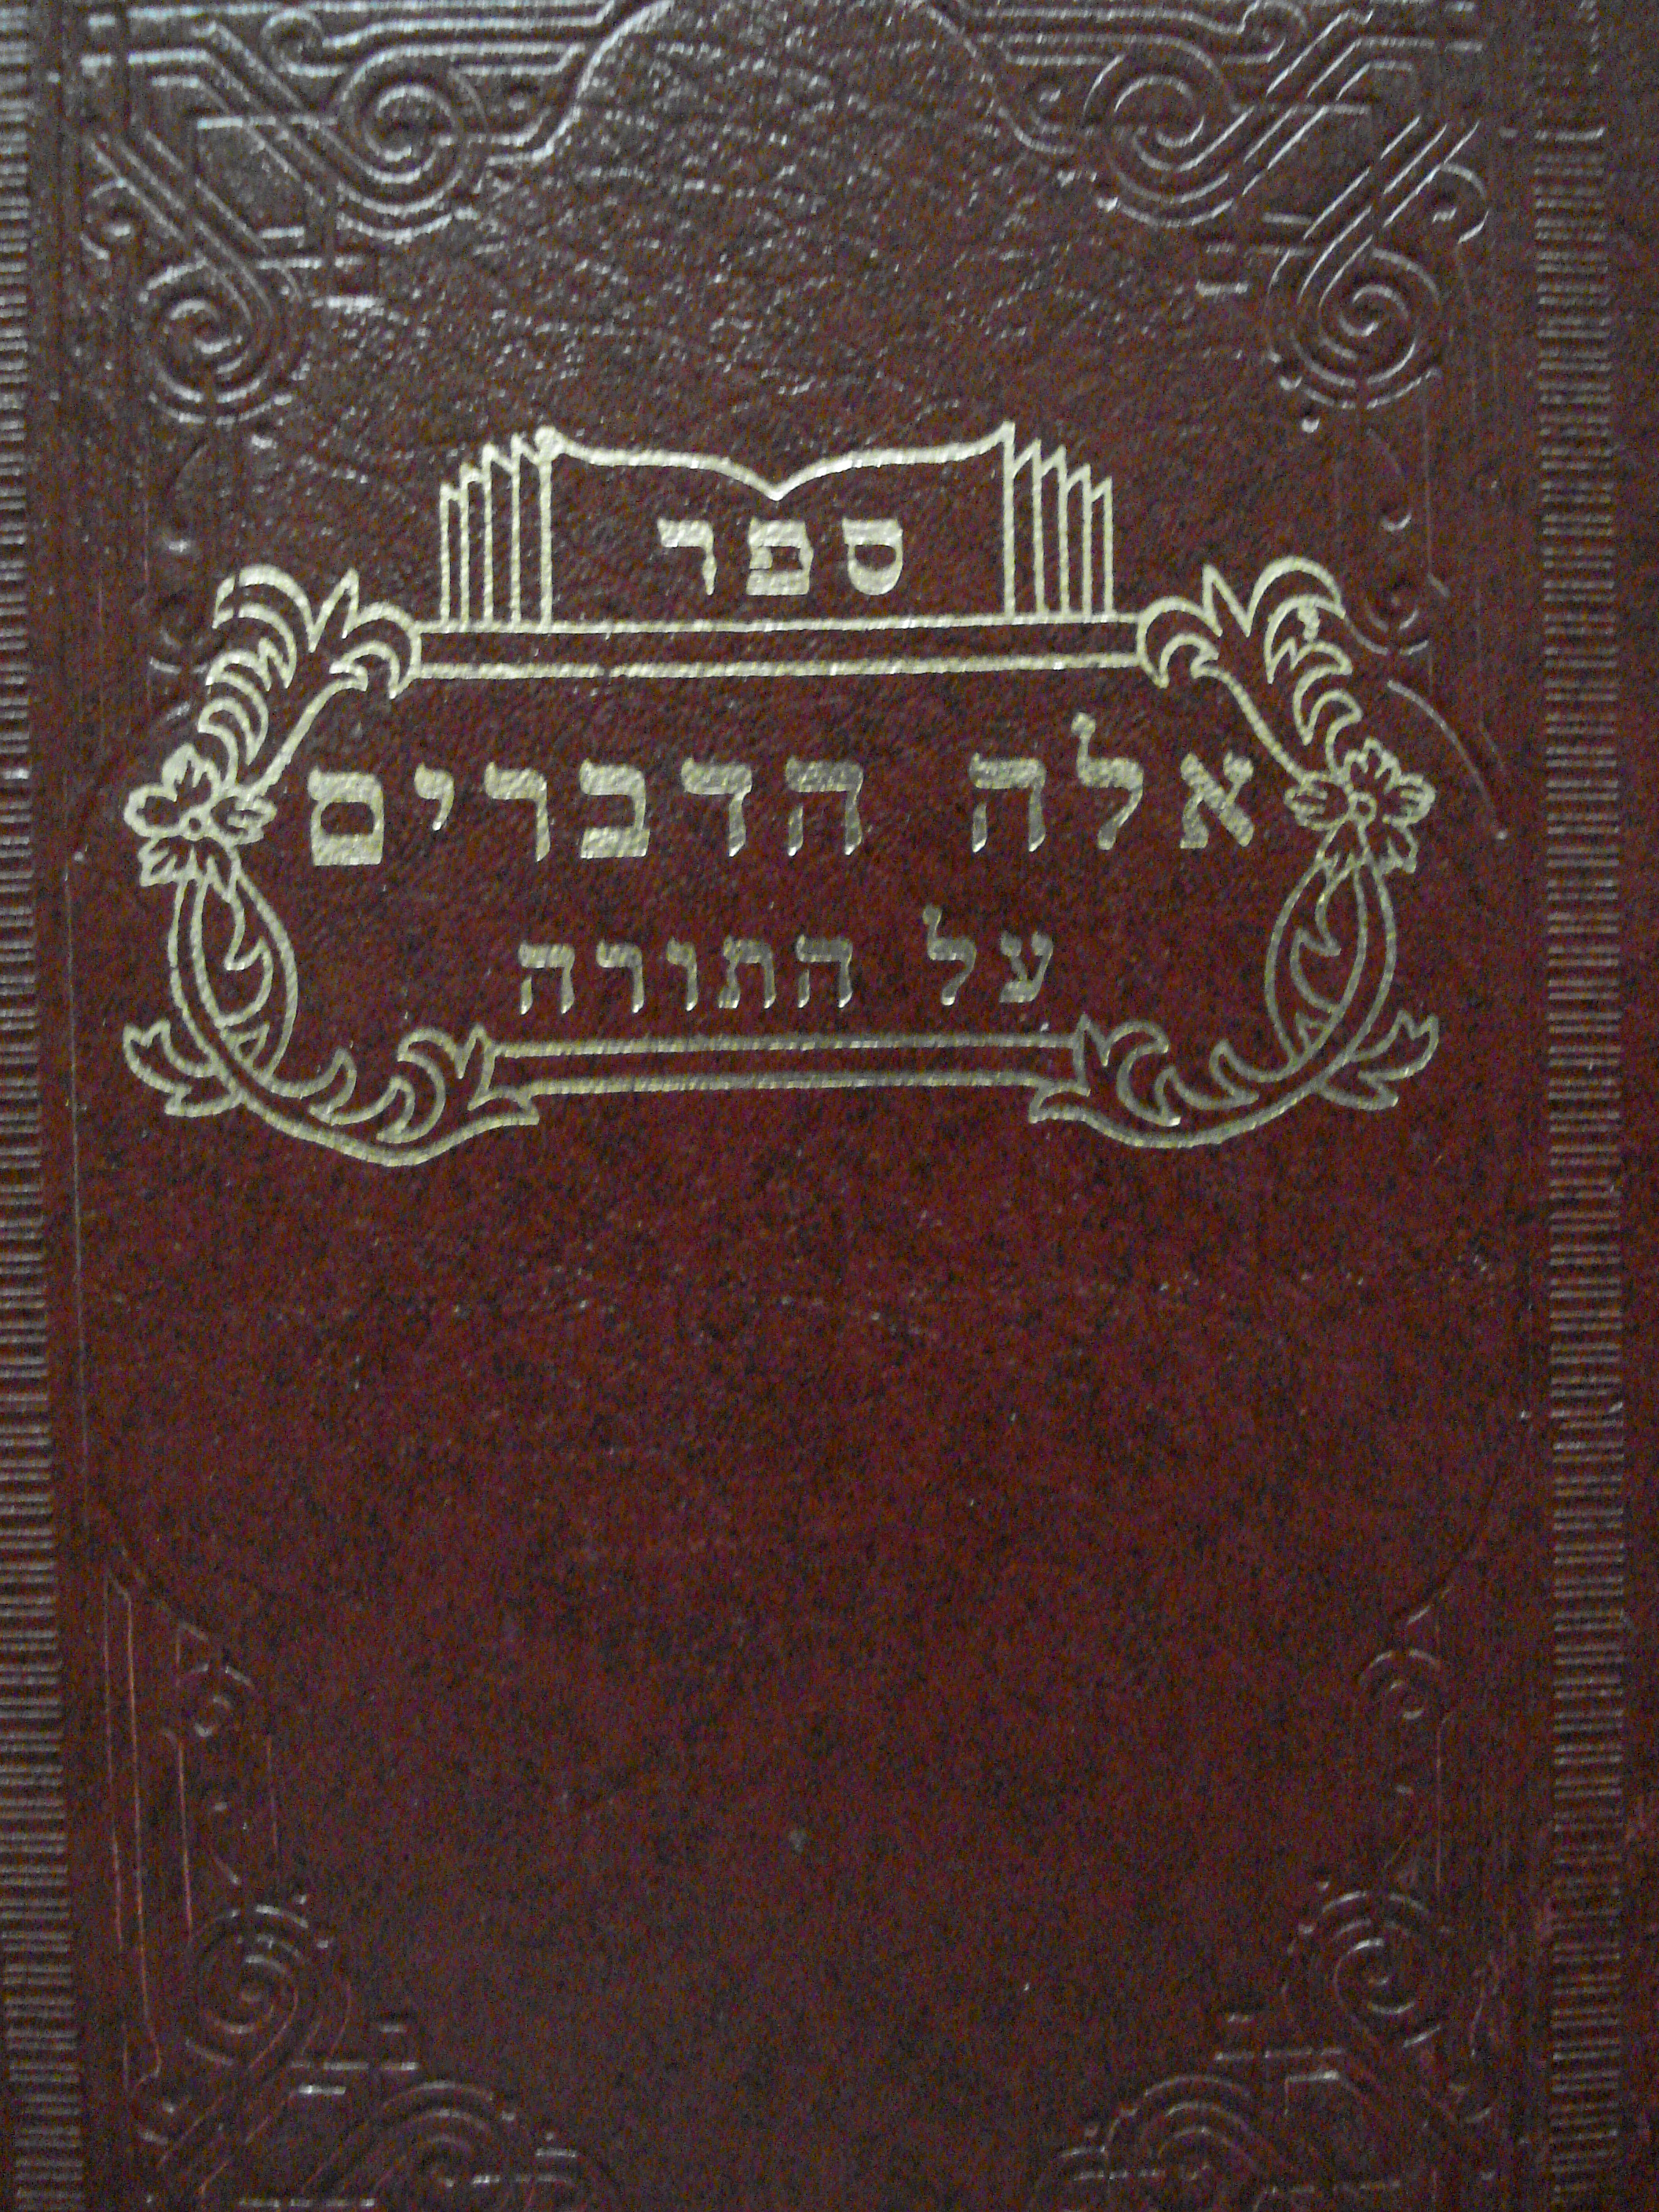 ספר
אלה הדברים
על התורה